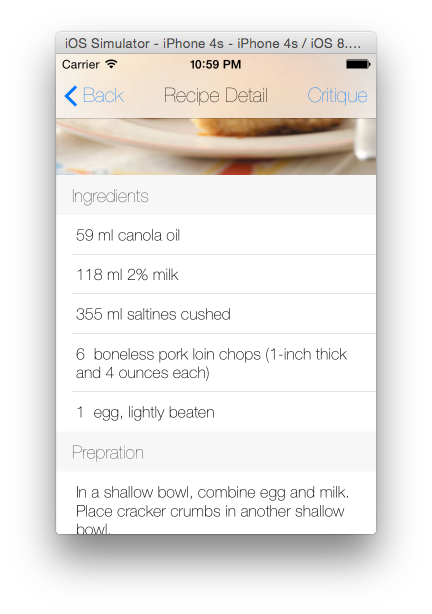 iOS Simulator - iPhone 4s - iPhone 4s / iOS 8....
Carrier 10:59 PM
Back Recipe Detail Critique
Ingredients
59 ml canola oil
118 ml 2% milk
355 ml saltines cushed
6 boneless pork loin chops (1-inch thick
and 4 ounces each)
1 egg, lightly beaten
Prepration
In a shallow bowl, combine egg and milk.
Place cracker crumbs in another shallow
bowl.